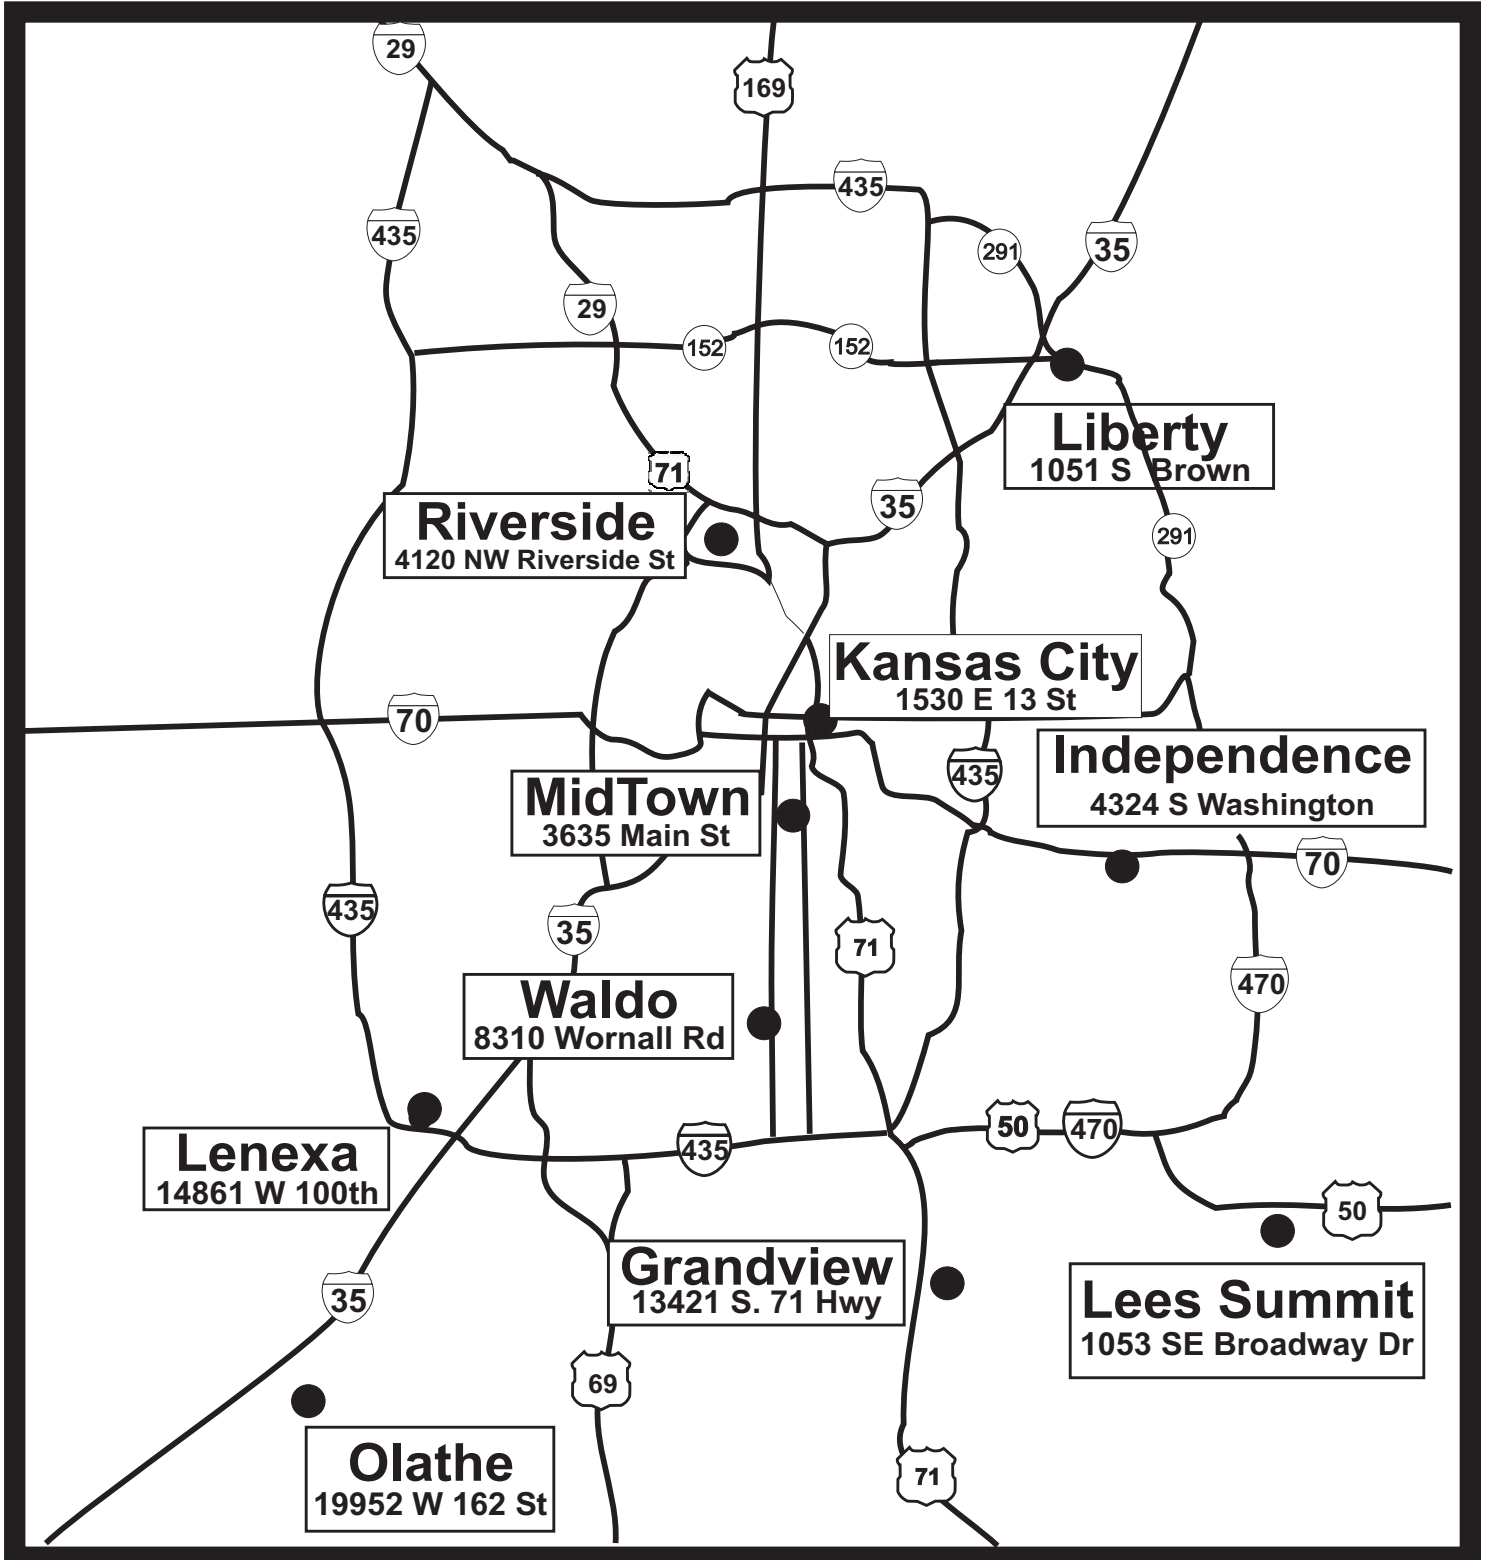 29
169
435
435
291
35
29
152
152
Liberty
1051 S Brown
71
35
Riverside
4120 NW Riverside St
291
Kansas City
1530 E 13 St
70
Independence
4324 S Washington
435
MidTown
3635 Main St
70
435
35
71
470
Waldo
8310 Wornall Rd
50
470
435
Lenexa
14861 W 100th
50
Grandview
13421 S. 71 Hwy
35
Lees Summit
1053 SE Broadway Dr
69
Olathe
19952 W 162 St
71